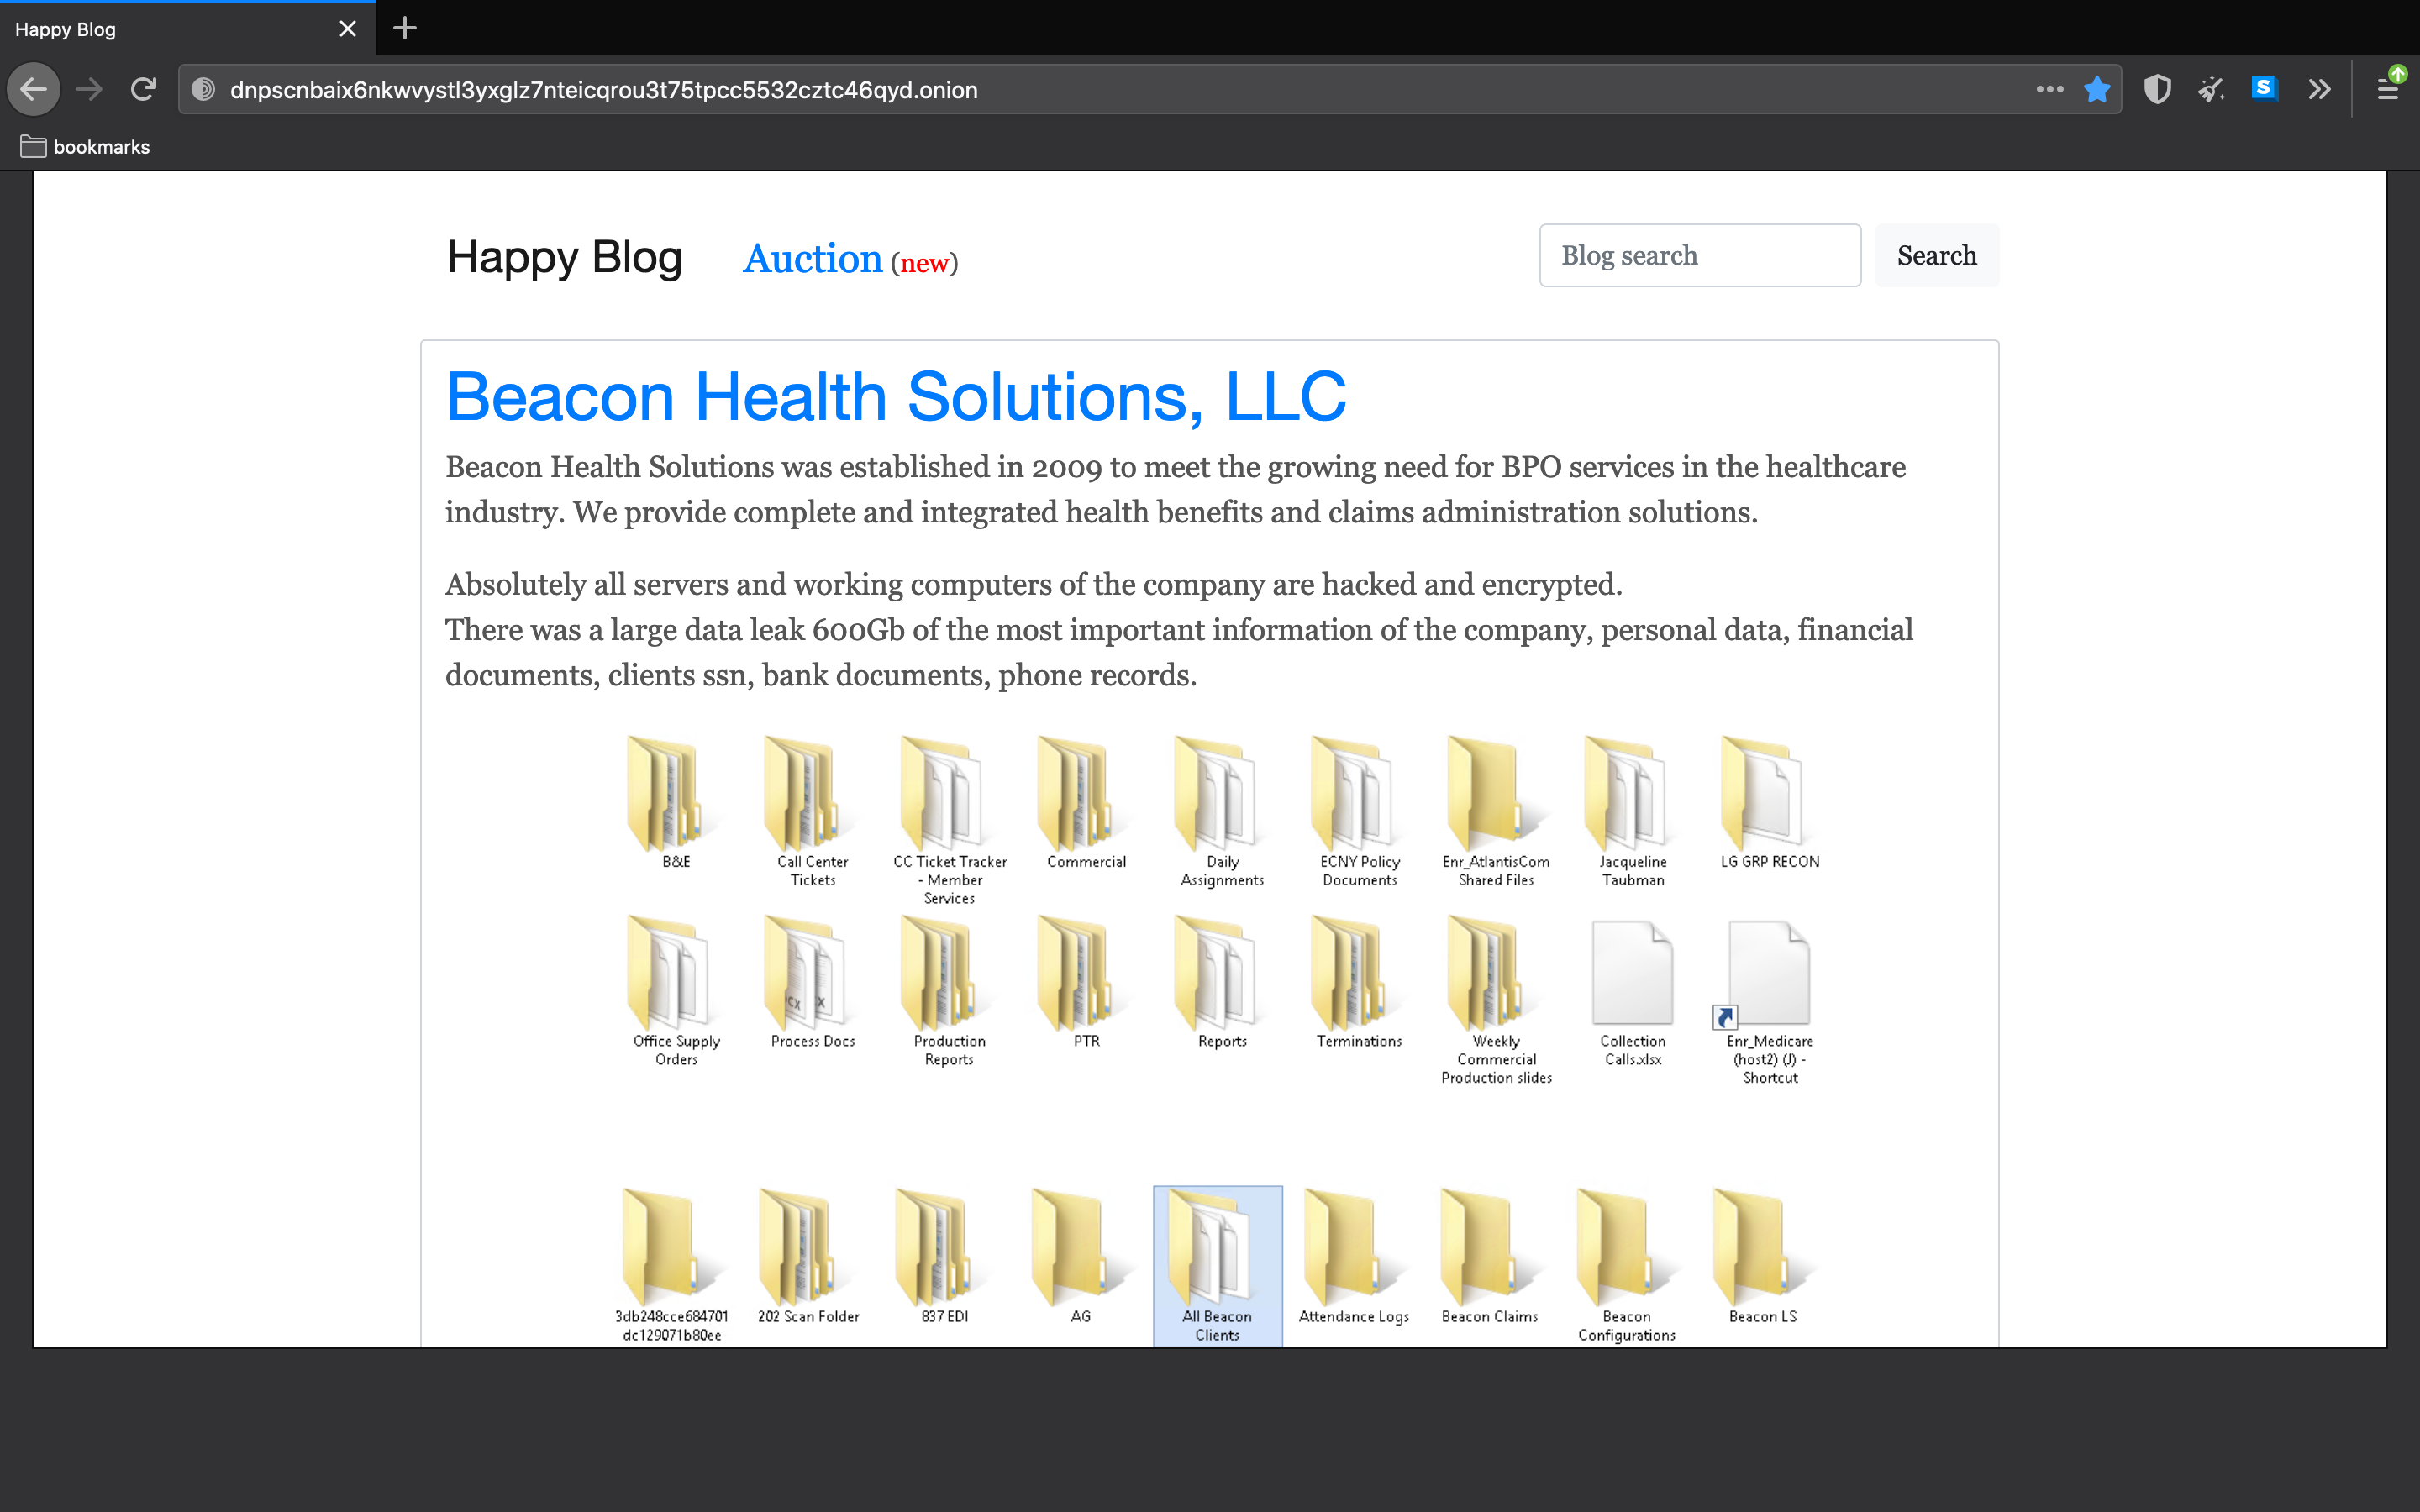 Happy Blog
dnpscnbaix6nkwvystl3yxglz7nteicqrou3t75tpcc5532cztc46qyd.onion
S
bookmarks
Happy Blog Auction (new) Blog search Search
Beacon Health Solutions, LLC
Beacon Health Solutions was established in 2009 to meet the growing need for BPO services in the healthcare
industry. We provide complete and integrated health benefits and claims administration solutions.
Absolutely all servers and working computers of the company are hacked and encrypted.
There was a large data leak 600Gb of the most important information of the company, personal data, financial
documents, clients ssn, bank documents, phone records.
B&E Call Center CC Ticket Tracker Commercial Daily ECNY Policy Enr_AtlantisCom Jacqueline LG GRP RECON
Tickets - Member Assignments Documents Shared Files Taubman
Services
Office Supply Process Docs Production PTR Reports Terminations Weekly Collection Enr_Medicare
Orders Reports Commercial Calls.xlsx (host2) (J) -
Production slides Shortcut
3db248cce684701 202 Scan Folder 837 EDI AG All Beacon Attendance Logs Beacon Claims Beacon Beacon LS
dc129071b80ee Clients Configurations